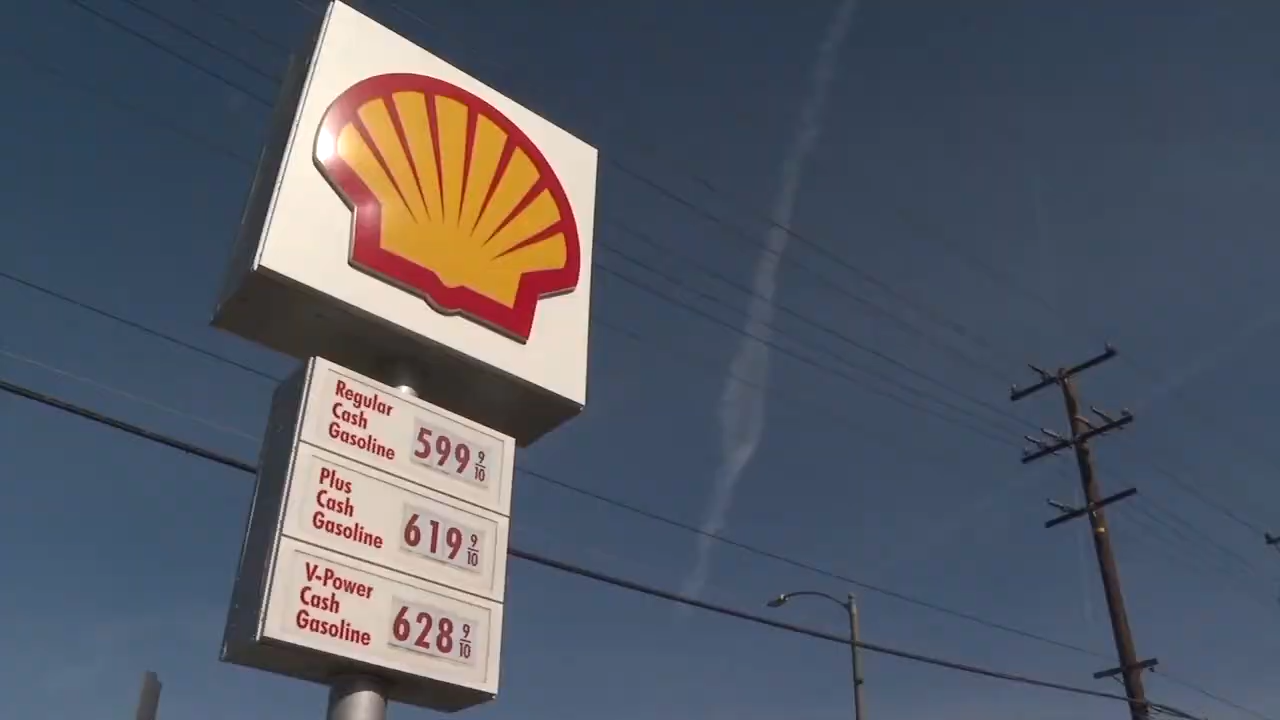 Regular
Cash
Gasoline
599 9/10
Plus
Cash
Gasoline
619 9/10
V-Power
Cash
Gasoline
628 9/10